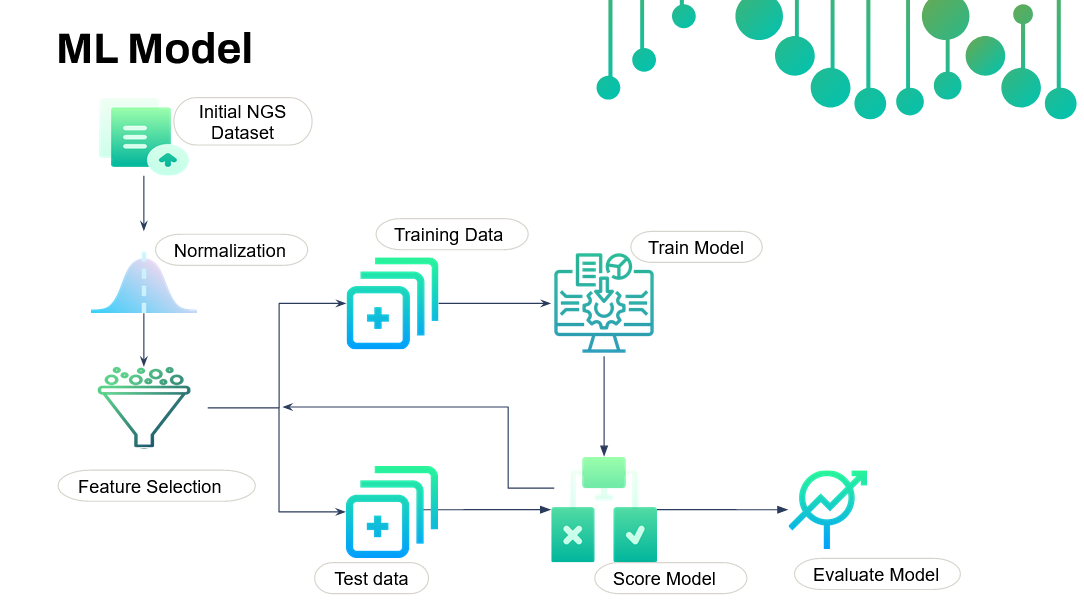 ML Model
Initial NGS
Dataset
Normalization
Training Data
Train Model
Feature Selection
Test data
Score Model
Evaluate Model